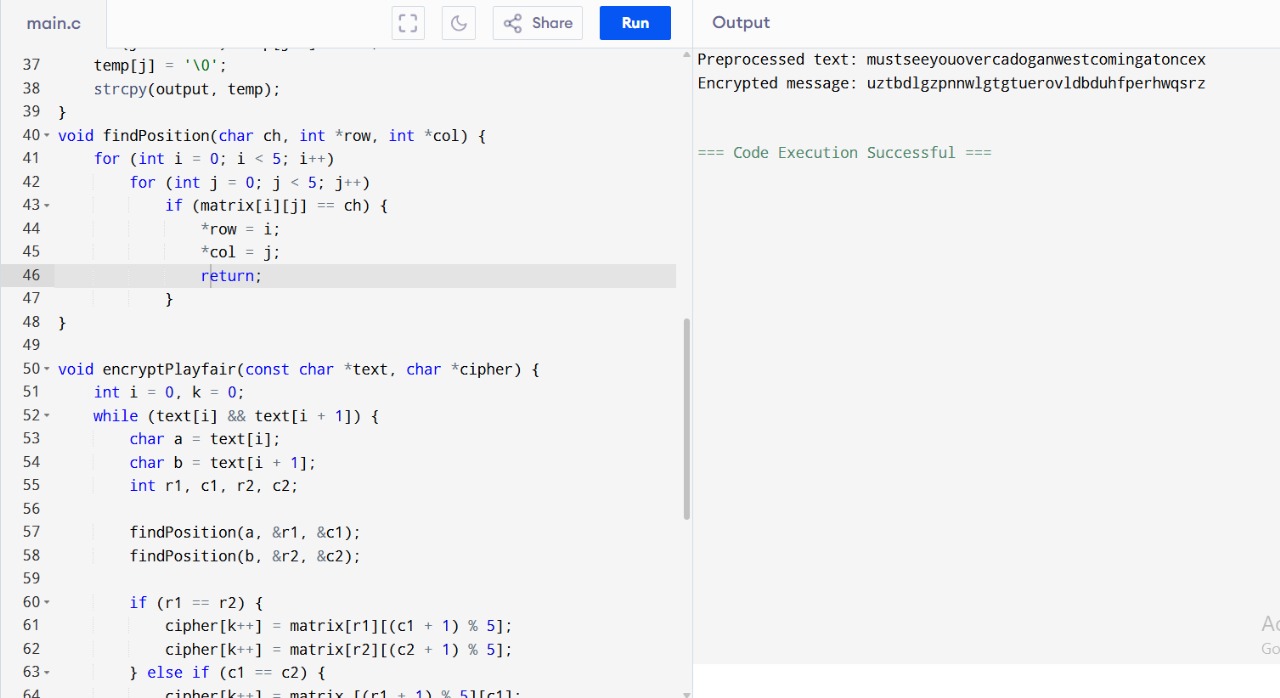 main.c
Share
Run
Output
37 temp[j] = '\0';
38 strcpy(output, temp);
39 }
40 void findPosition(char ch, int *row, int *col) {
41 for (int i = 0; i < 5; i++)
42 for (int j = 0; j < 5; j++)
43 if (matrix[i][j] == ch) {
44 *row = i;
45 *col = j;
46 return;
47 }
48 }
49
50 void encryptPlayfair(const char *text, char *cipher) {
51 int i = 0, k = 0;
52 while (text[i] && text[i + 1]) {
53 char a = text[i];
54 char b = text[i + 1];
55 int r1, c1, r2, c2;
56
57 findPosition(a, &r1, &c1);
58 findPosition(b, &r2, &c2);
59
60 if (r1 == r2) {
61 cipher[k++] = matrix[r1][(c1 + 1) % 5];
62 cipher[k++] = matrix[r2][(c2 + 1) % 5];
63 } else if (c1 == c2) {
64 cipher[k++] = matrix [(r1 + 1) % 5][c1];
Preprocessed text: mustseeyouovercadoganwestcomingatoncex
Encrypted message: uztbdlgzpnnwlgtgtuerovldbduhfperhwqsrz
=== Code Execution Successful ===
Ac
Go